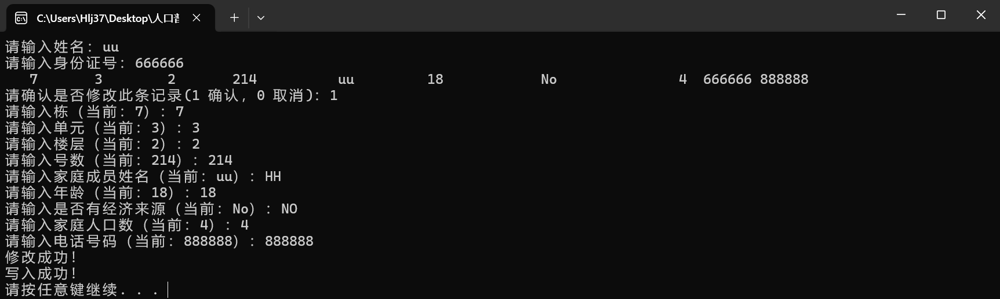 C:\Users\Hlj37\Desktop\人口普
请输入姓名：uu
请输入身份证号：666666
7 3 2 214 uu 18 No 4 666666 888888
请确认是否修改此条记录(1 确认，0 取消)：1
请输入栋（当前：7）：7
请输入单元（当前：3）：3
请输入楼层（当前：2）：2
请输入号数（当前：214）：214
请输入家庭成员姓名（当前：uu）：HH
请输入年龄（当前：18）：18
请输入是否有经济来源（当前：No）：NO
请输入家庭人口数（当前：4）：4
请输入电话号码（当前：888888）：888888
修改成功！
写入成功！
请按任意键继续. . .